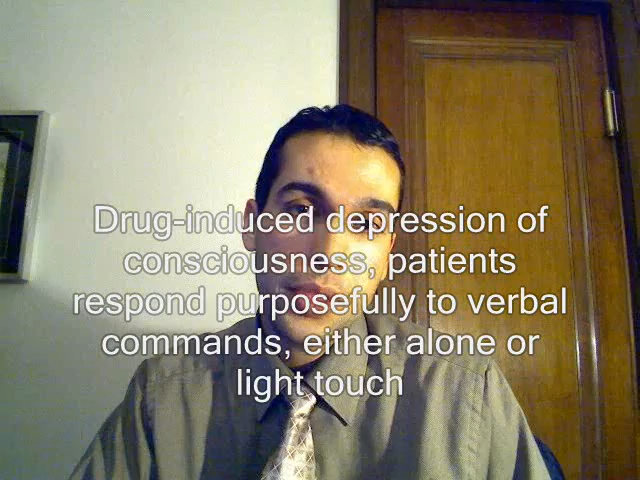 Drug-induced depression of
consciousness, patients
respond purposefully to verbal
commands, either alone or
light touch